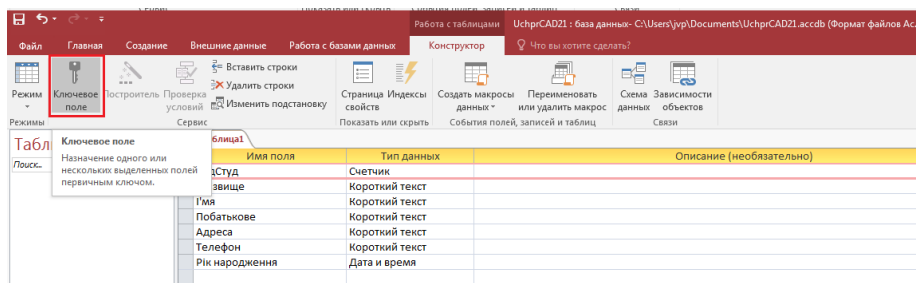 Работа с таблицами
UchprCAD21 : база данных- C:\Users\jvp\Documents\UchprCAD21.accdb (Формат файлов Ac
Файл Главная Создание Внешние данные Работа с базами данных Конструктор Что вы хотите сделать?
Режим
Ключевое поле
Построитель
Проверка условий
Вставить строки
Удалить строки
Изменить подстановку
Страница свойств
Индексы
Создать макросы данных
Переименовать или удалить макрос
Схема данных
Зависимости объектов
Режимы Сервис Показать или скрыть События полей, записей и таблиц Связи
Табл
Поиск...
Ключевое поле
Назначение одного или
нескольких выделенных полей
первичным ключом.
блица1
Имя поля Тип данных Описание (необязательно)
дСтуд Счетчик
звище Короткий текст
І'мя Короткий текст
Побатькове Короткий текст
Адреса Короткий текст
Телефон Короткий текст
Рік народження Дата и время